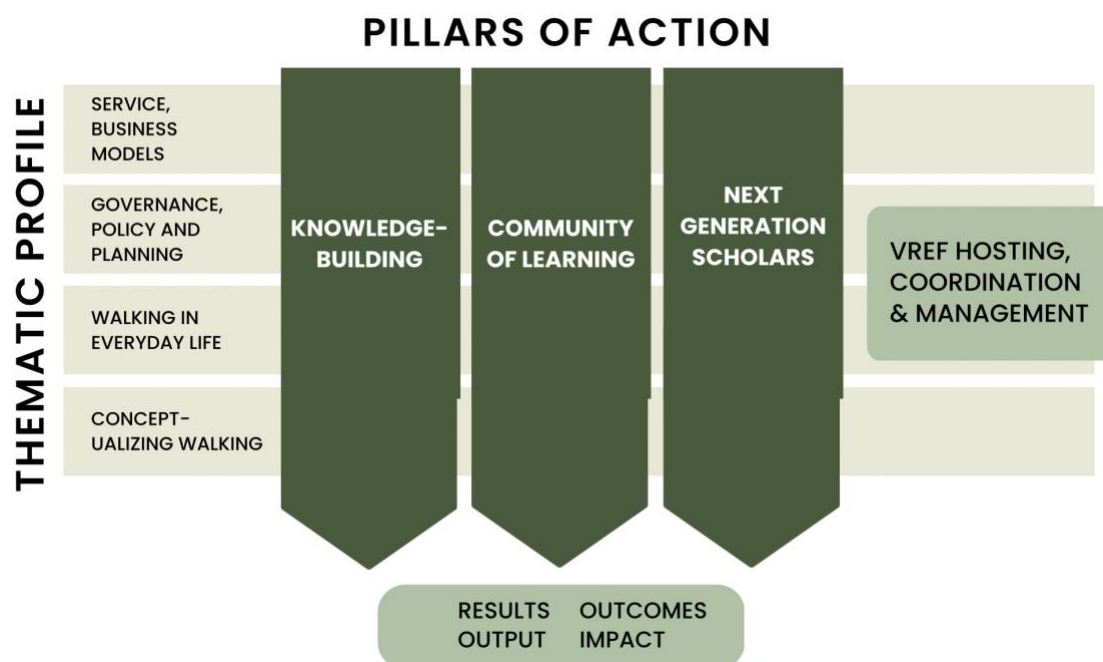 PILLARS OF ACTION
THEMATIC PROFILE
SERVICE,
BUSINESS
MODELS
GOVERNANCE,
POLICY AND
PLANNING
WALKING IN
EVERYDAY LIFE
CONCEPT-
UALIZING WALKING
KNOWLEDGE-
BUILDING
COMMUNITY
OF LEARNING
NEXT
GENERATION
SCHOLARS
VREF HOSTING,
COORDINATION
& MANAGEMENT
RESULTS OUTCOMES
OUTPUT IMPACT